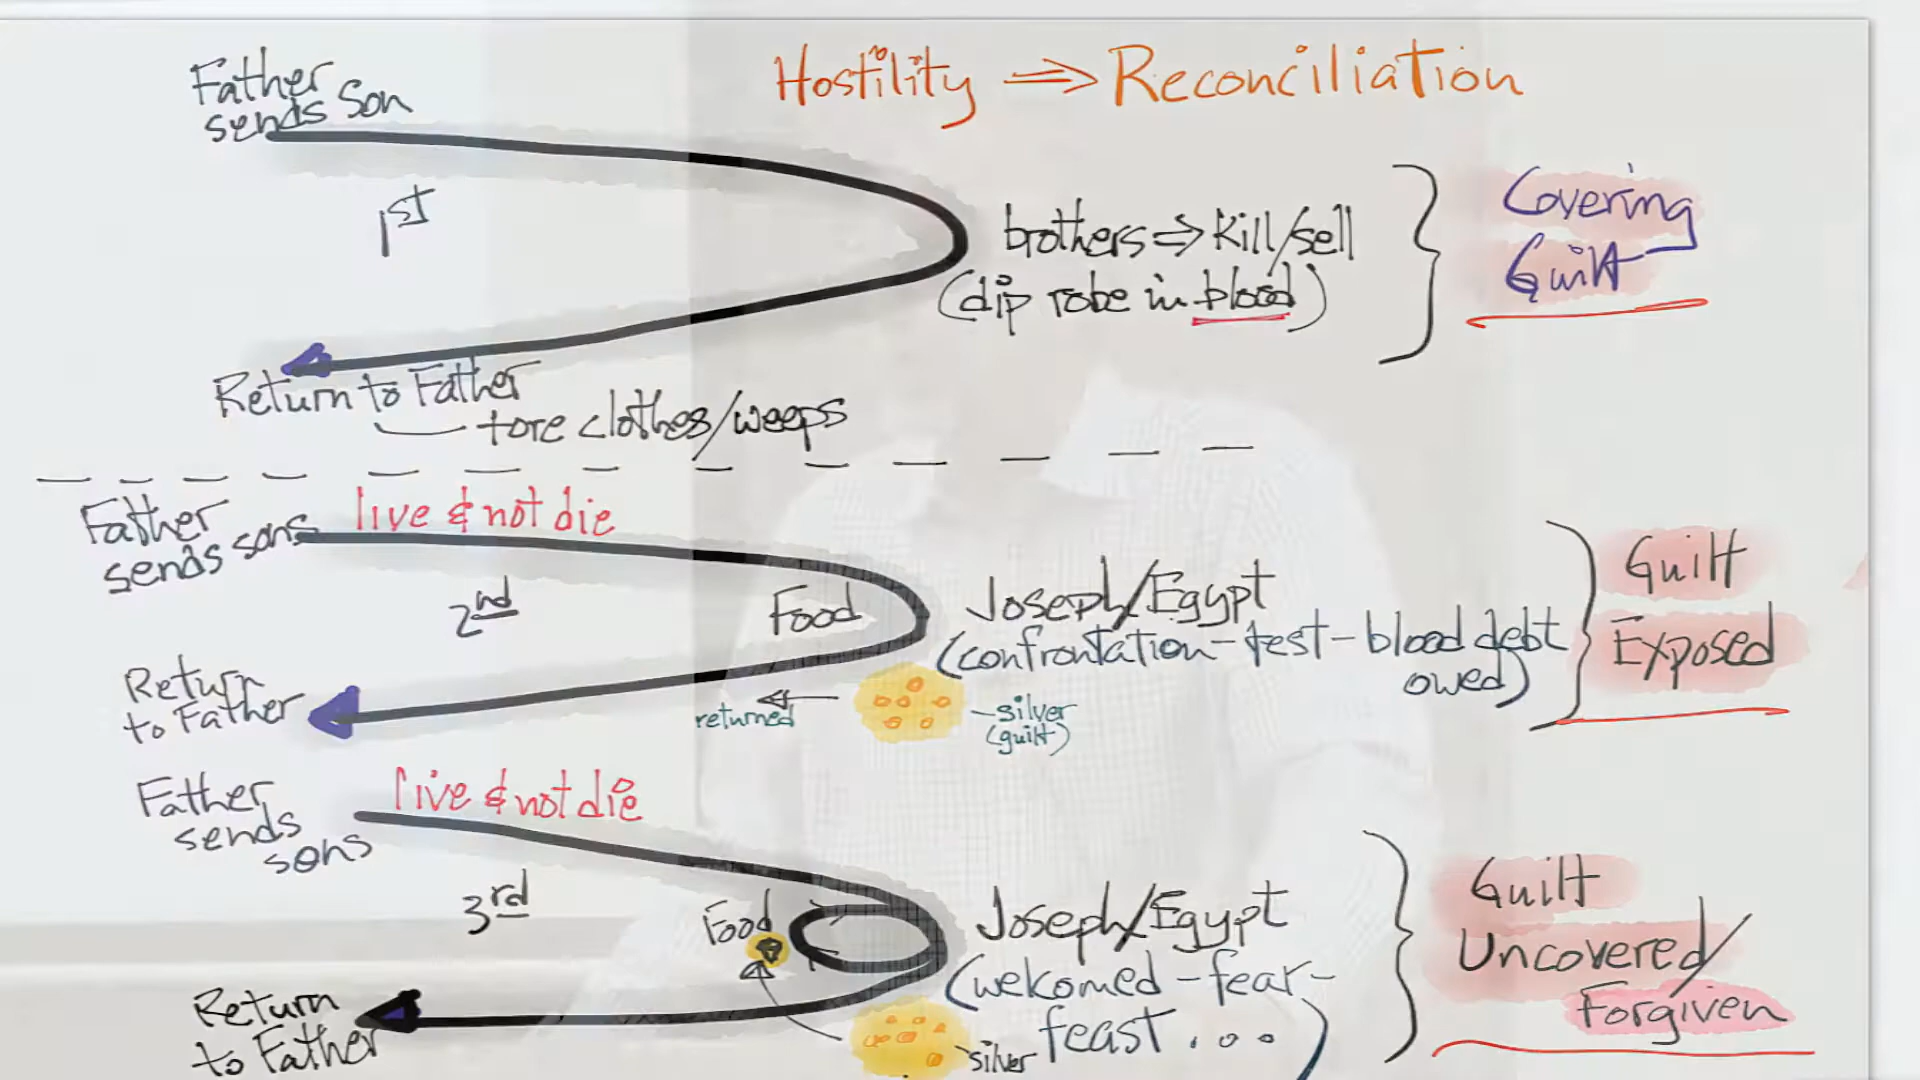 Hostility ⇒ Reconciliation
Father
sends Son
1st
brothers ⇒ Kill/sell
(dip robe in blood)
Covering
Guilt
Return to Father
tore clothes/weeps
Father
sends sons
live & not die
2nd
Food
Joseph/Egypt
(confrontation - test - blood debt
owed)
Guilt
Exposed
Return
to Father
returned
silver
(guilt)
Father
sends
sons
live & not die
3rd
Food
Joseph/Egypt
(welcomed - fear -
feast . . .
Guilt
Uncovered/
Forgiven
Return
to Father
silver